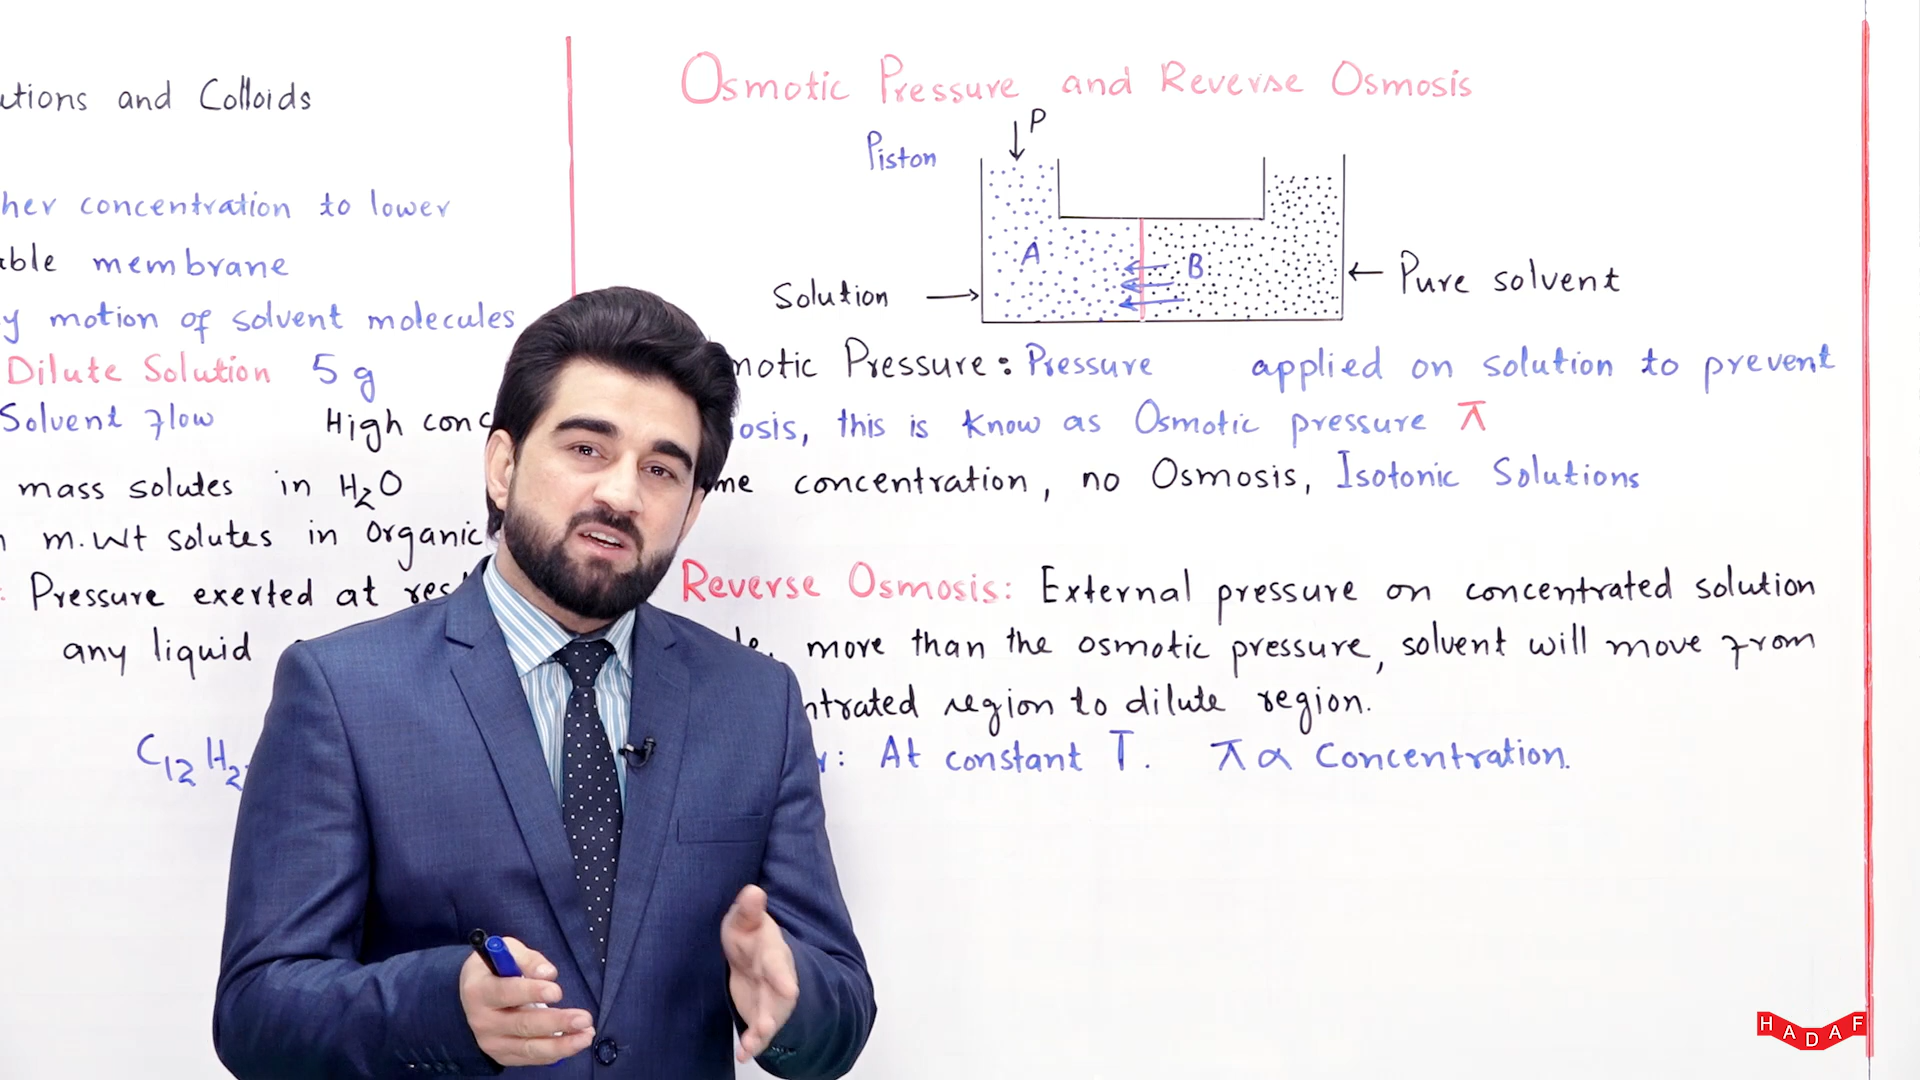 utions and Colloids
her concentration to lower
able membrane
y motion of solvent molecules
Dilute Solution 5 g
Solvent flow High conc
mass solutes in H₂O
m.wt solutes in Organic
: Pressure exerted at res
any liquid
C₁₂ H₂
Osmotic Pressure and Reverse Osmosis
P
Piston
A
B
Solution
Pure solvent
motic Pressure: Pressure applied on solution to prevent
osis, this is know as Osmotic pressure π
me concentration, no Osmosis, Isotonic Solutions
Reverse Osmosis: External pressure on concentrated solution
more than the osmotic pressure, solvent will move from
ntrated region to dilute region.
: At constant T. π α Concentration.
HADAF